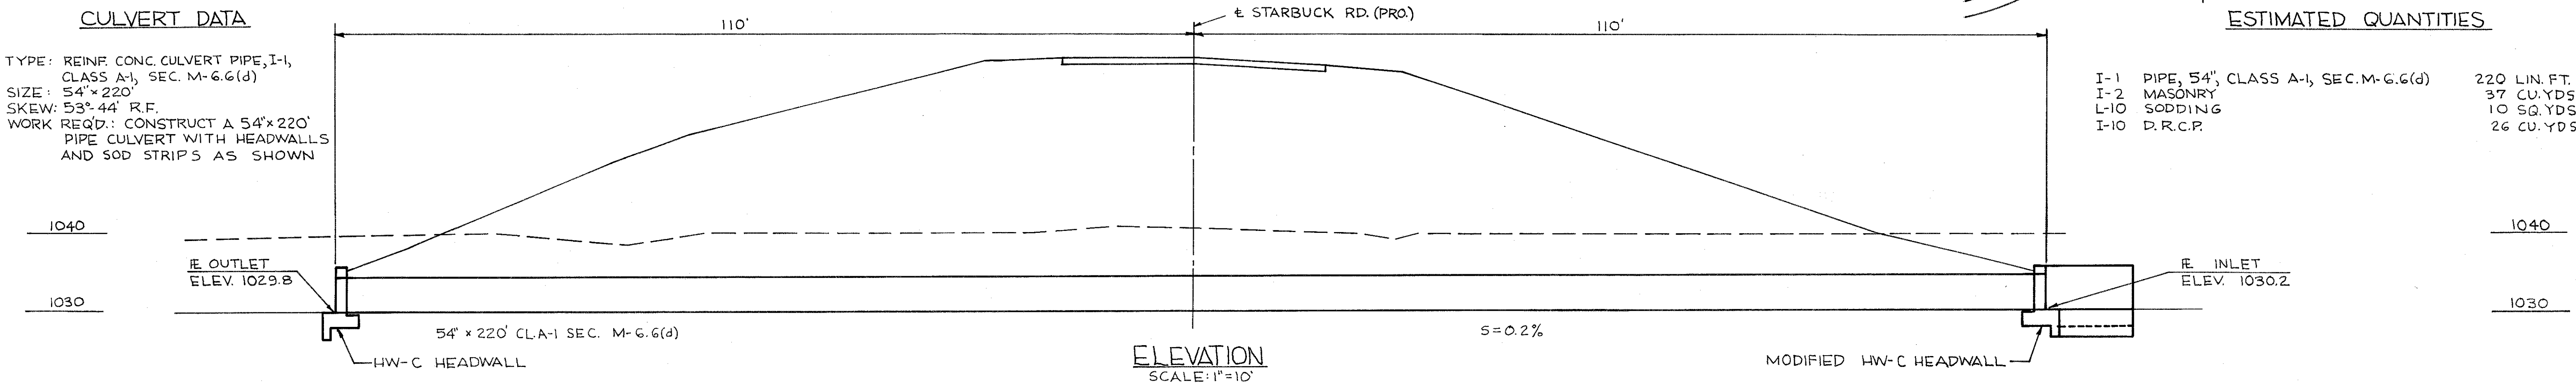 CULVERT DATA
TYPE: REINF. CONC. CULVERT PIPE, I-1,
CLASS A-1, SEC. M-6.6(d)
SIZE: 54"x220'
SKEW: 53°-44' R.F.
WORK REQ'D.: CONSTRUCT A 54"x220'
PIPE CULVERT WITH HEADWALLS
AND SOD STRIPS AS SHOWN
110'
℄ STARBUCK RD. (PRO.)
110'
ESTIMATED QUANTITIES
I-1 PIPE, 54", CLASS A-1, SEC. M-6.6(d) 220 LIN. FT.
I-2 MASONRY 37 CU. YDS
L-10 SODDING 10 SQ. YDS
I-10 D.R.C.P. 26 CU. YDS
1040
1040
OUTLET
ELEV. 1029.8
INLET
ELEV. 1030.2
1030
1030
54" x 220' CL. A-1 SEC. M-6.6(d)
S=0.2%
HW-C HEADWALL
ELEVATION
SCALE: 1"=10'
MODIFIED HW-C HEADWALL